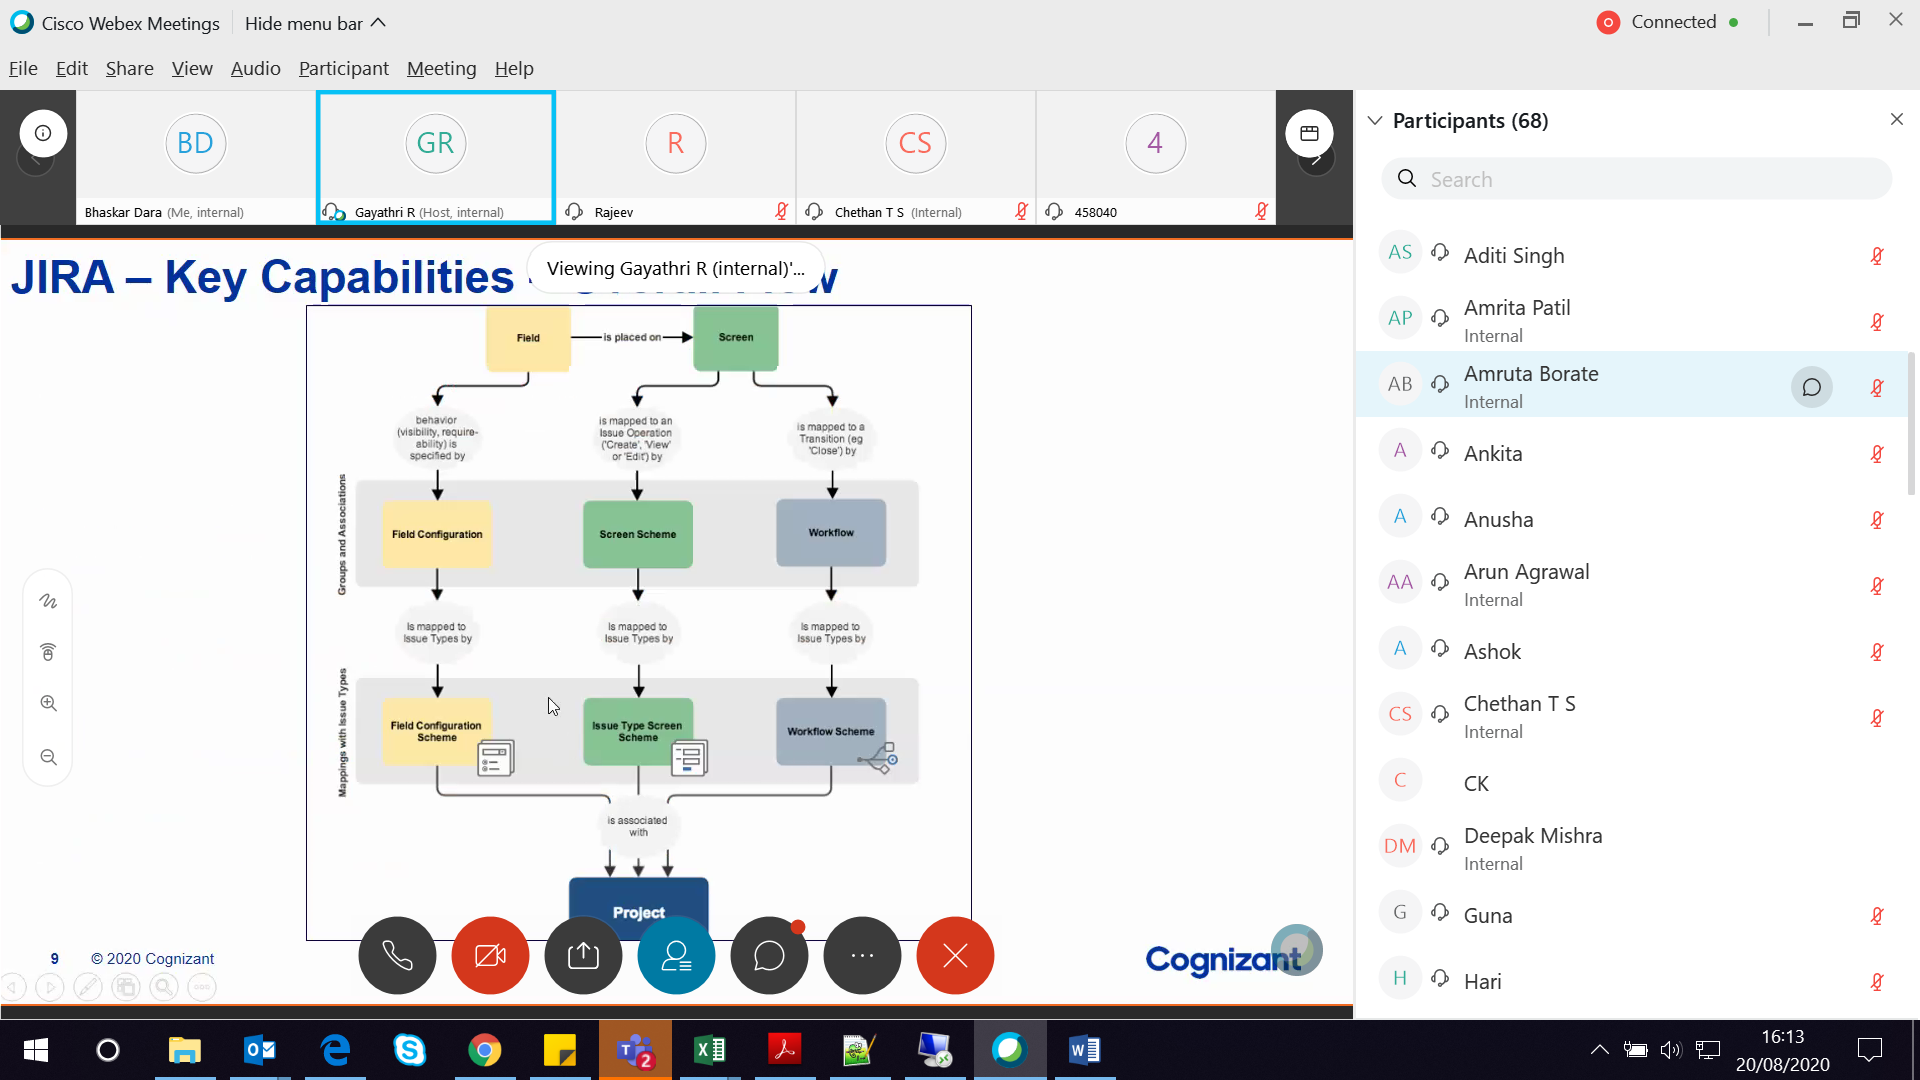 Cisco Webex Meetings
Hide menu bar
Connected
File Edit Share View Audio Participant Meeting Help
BD
GR
R
CS
4
Bhaskar Dara (Me, internal)
Gayathri R (Host, internal)
Rajeev
Chethan T S (Internal)
458040
JIRA – Key Capabilities
Viewing Gayathri R (internal)'...
Field
is placed on
Screen
behavior
(visibility, require-
ability) is
specified by
is mapped to an
Issue Operation
('Create', 'View'
or 'Edit') by
is mapped to a
Transition (eg
'Close') by
Groups and Associations
Field Configuration
Screen Scheme
Workflow
Is mapped to
Issue Types by
Is mapped to
Issue Types by
Is mapped to
Issue Types by
Mappings with Issue Types
Field Configuration
Scheme
Issue Type Screen
Scheme
Workflow Scheme
is associated
with
Project
9 © 2020 Cognizant
Cognizant
Participants (68)
Search
AS Aditi Singh
AP Amrita Patil
Internal
AB Amruta Borate
Internal
A Ankita
A Anusha
AA Arun Agrawal
Internal
A Ashok
CS Chethan T S
Internal
C CK
DM Deepak Mishra
Internal
G Guna
H Hari
2
16:13
20/08/2020